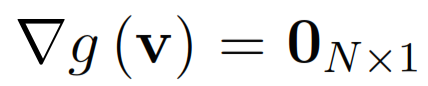 ∇g (𝐯) = 𝟎_{N×1}